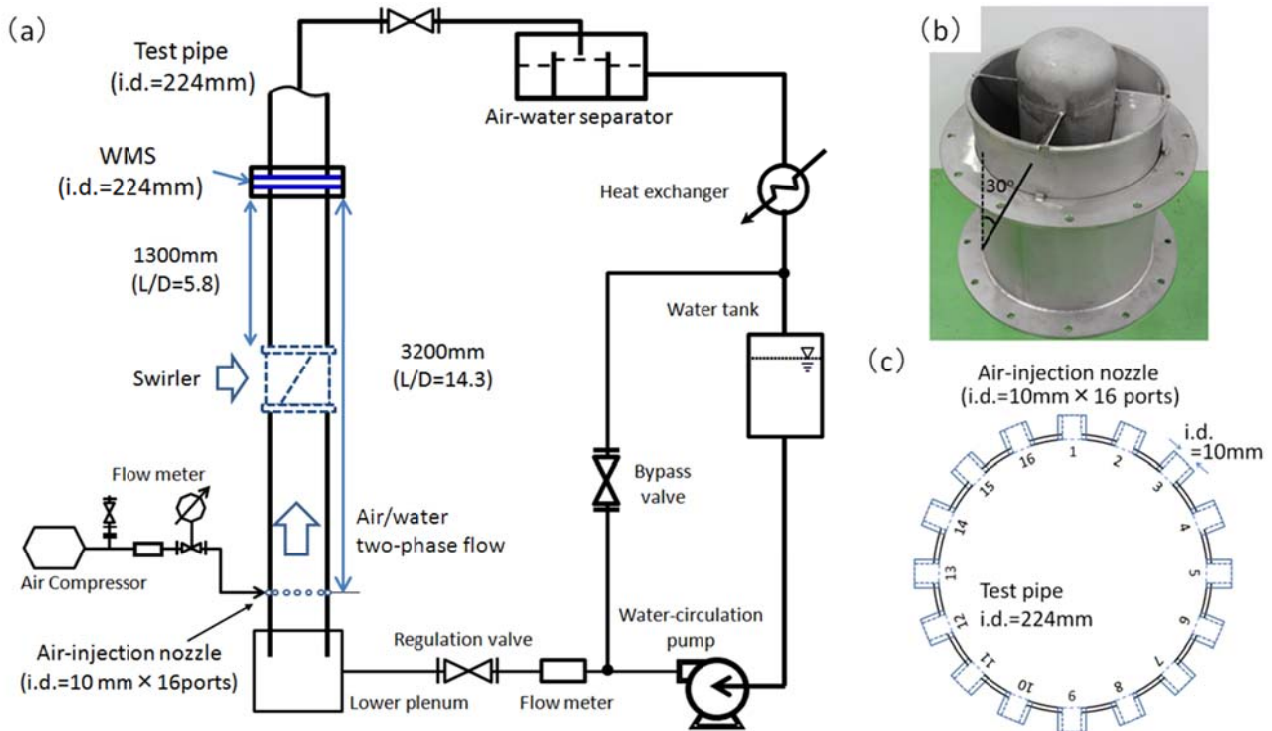 (a)
Test pipe
(i.d.=224mm)
WMS
(i.d.=224mm)
1300mm
(L/D=5.8)
Swirler
3200mm
(L/D=14.3)
Flow meter
Air Compressor
Air/water
two-phase flow
Air-injection nozzle
(i.d.=10 mm×16ports)
Lower plenum
Regulation valve
Flow meter
Water-circulation
pump
Bypass
valve
Water tank
Heat exchanger
Air-water separator
(b)
30°
(c)
Air-injection nozzle
(i.d.=10mm×16 ports)
i.d.
=10mm
1
2
3
4
5
6
7
8
9
10
11
12
13
14
15
16
Test pipe
i.d.=224mm